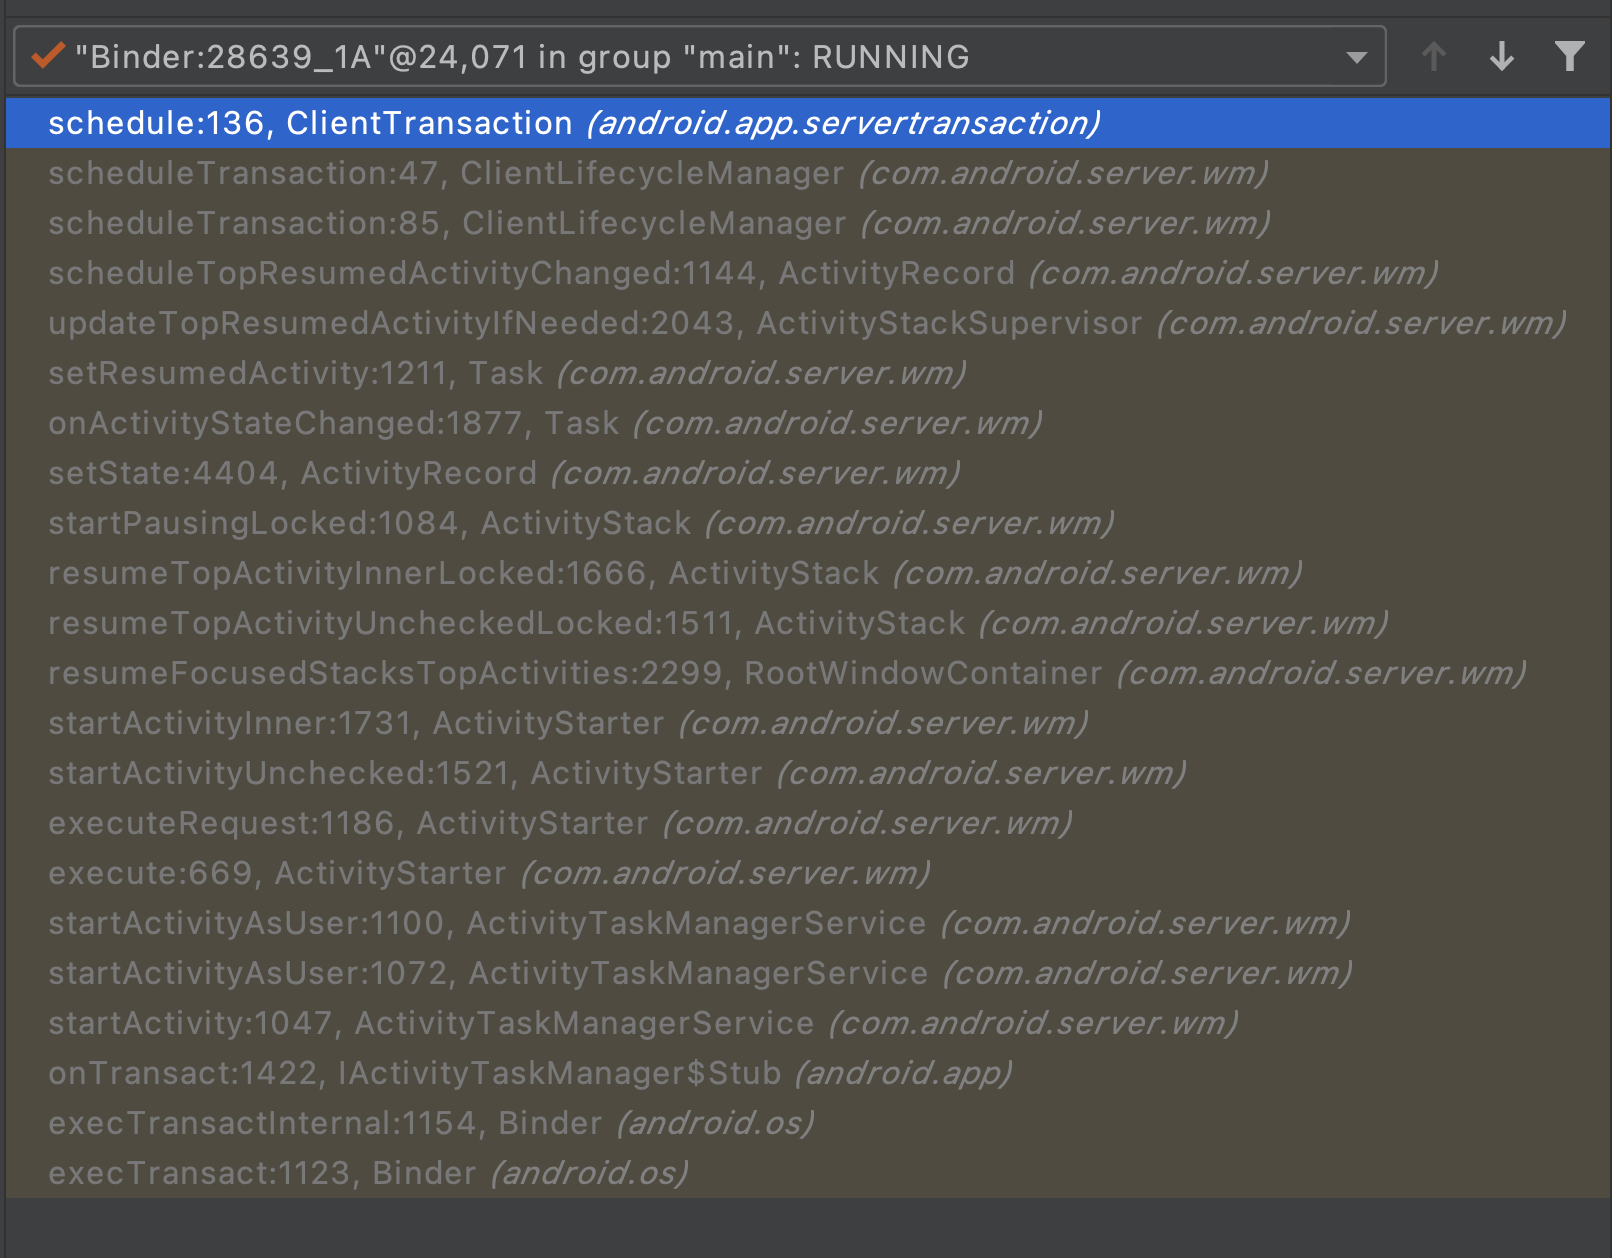 "Binder:28639_1A"@24,071 in group "main": RUNNING
schedule:136, ClientTransaction (android.app.servertransaction)
scheduleTransaction:47, ClientLifecycleManager (com.android.server.wm)
scheduleTransaction:85, ClientLifecycleManager (com.android.server.wm)
scheduleTopResumedActivityChanged:1144, ActivityRecord (com.android.server.wm)
updateTopResumedActivityIfNeeded:2043, ActivityStackSupervisor (com.android.server.wm)
setResumedActivity:1211, Task (com.android.server.wm)
onActivityStateChanged:1877, Task (com.android.server.wm)
setState:4404, ActivityRecord (com.android.server.wm)
startPausingLocked:1084, ActivityStack (com.android.server.wm)
resumeTopActivityInnerLocked:1666, ActivityStack (com.android.server.wm)
resumeTopActivityUncheckedLocked:1511, ActivityStack (com.android.server.wm)
resumeFocusedStacksTopActivities:2299, RootWindowContainer (com.android.server.wm)
startActivityInner:1731, ActivityStarter (com.android.server.wm)
startActivityUnchecked:1521, ActivityStarter (com.android.server.wm)
executeRequest:1186, ActivityStarter (com.android.server.wm)
execute:669, ActivityStarter (com.android.server.wm)
startActivityAsUser:1100, ActivityTaskManagerService (com.android.server.wm)
startActivityAsUser:1072, ActivityTaskManagerService (com.android.server.wm)
startActivity:1047, ActivityTaskManagerService (com.android.server.wm)
onTransact:1422, IActivityTaskManager$Stub (android.app)
execTransactInternal:1154, Binder (android.os)
execTransact:1123, Binder (android.os)